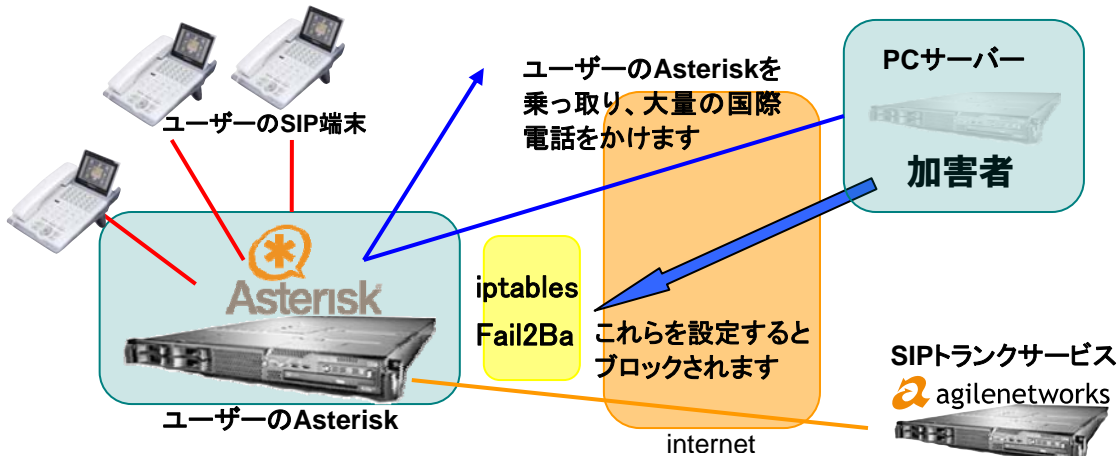 ユーザーのAsteriskを
乗っ取り、大量の国際
電話をかけます
PCサーバー
加害者
ユーザーのSIP端末
Asterisk
iptables
Fail2Ba
これらを設定すると
ブロックされます
ユーザーのAsterisk
SIPトランクサービス
agilenetworks
internet